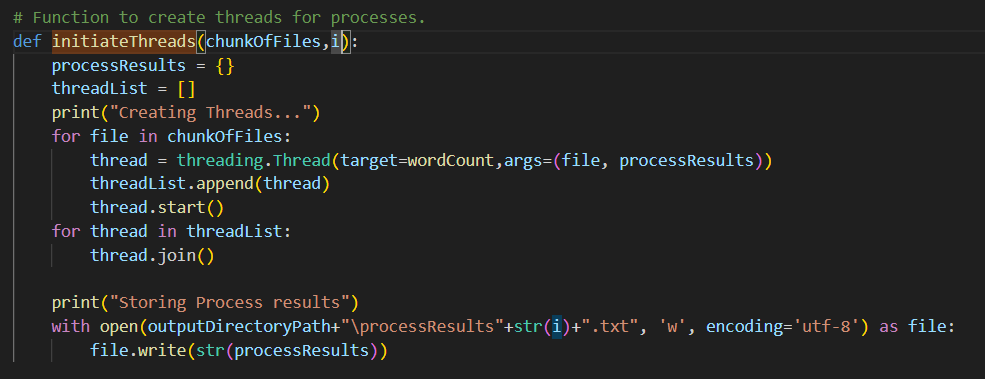 # Function to create threads for processes.
def initiateThreads(chunkOfFiles,i):
    processResults = {}
    threadList = []
    print("Creating Threads...")
    for file in chunkOfFiles:
        thread = threading.Thread(target=wordCount,args=(file, processResults))
        threadList.append(thread)
        thread.start()
    for thread in threadList:
        thread.join()

    print("Storing Process results")
    with open(outputDirectoryPath+"\processResults"+str(i)+".txt", 'w', encoding='utf-8') as file:
        file.write(str(processResults))